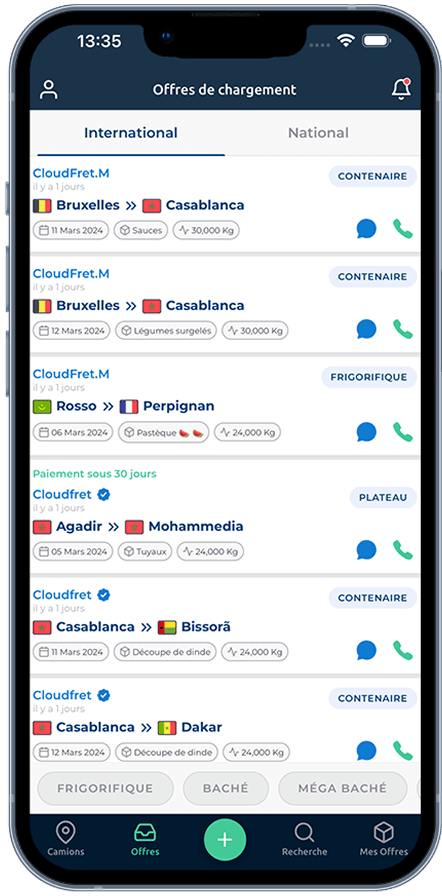 13:35
Offres de chargement
International National
CloudFret.M CONTENAIRE
il y a 1 jours
Bruxelles » Casablanca
11 Mars 2024 Sauces 30,000 Kg
CloudFret.M CONTENAIRE
il y a 1 jours
Bruxelles » Casablanca
12 Mars 2024 Légumes surgelés 30,000 Kg
CloudFret.M FRIGORIFIQUE
il y a 1 jours
Rosso » Perpignan
06 Mars 2024 Pastèque 🍉 🍉 24,000 Kg
Paiement sous 30 jours
Cloudfret PLATEAU
il y a 1 jours
Agadir » Mohammedia
05 Mars 2024 Tuyaux 24,000 Kg
Cloudfret CONTENAIRE
il y a 1 jours
Casablanca » Bissorã
11 Mars 2024 Découpe de dinde 24,000 Kg
Cloudfret CONTENAIRE
il y a 1 jours
Casablanca » Dakar
12 Mars 2024 Découpe de dinde 24,000 Kg
FRIGORIFIQUE BACHÉ MÉGA BACHÉ
Camions Offres Recherche Mes Offres